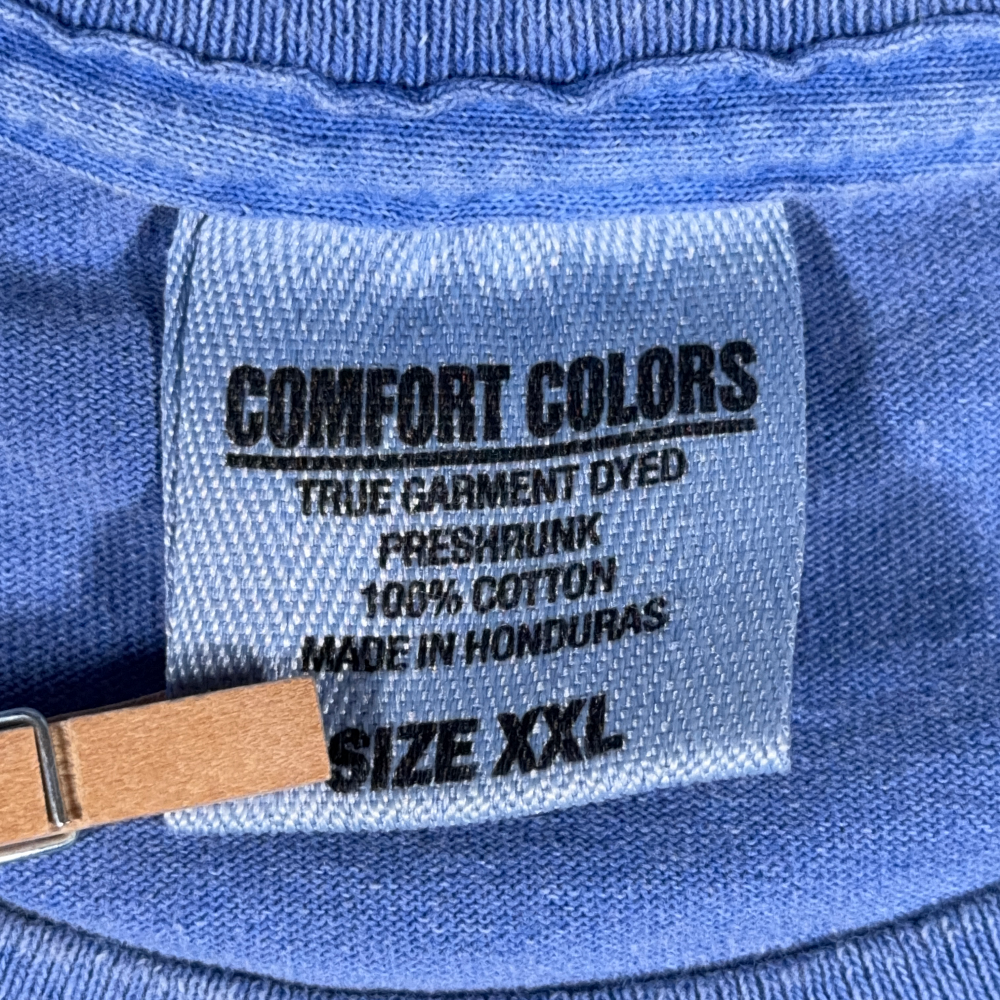 COMFORT COLORS
TRUE GARMENT DYED
PRESHRUNK
100% COTTON
MADE IN HONDURAS
SIZE XXL